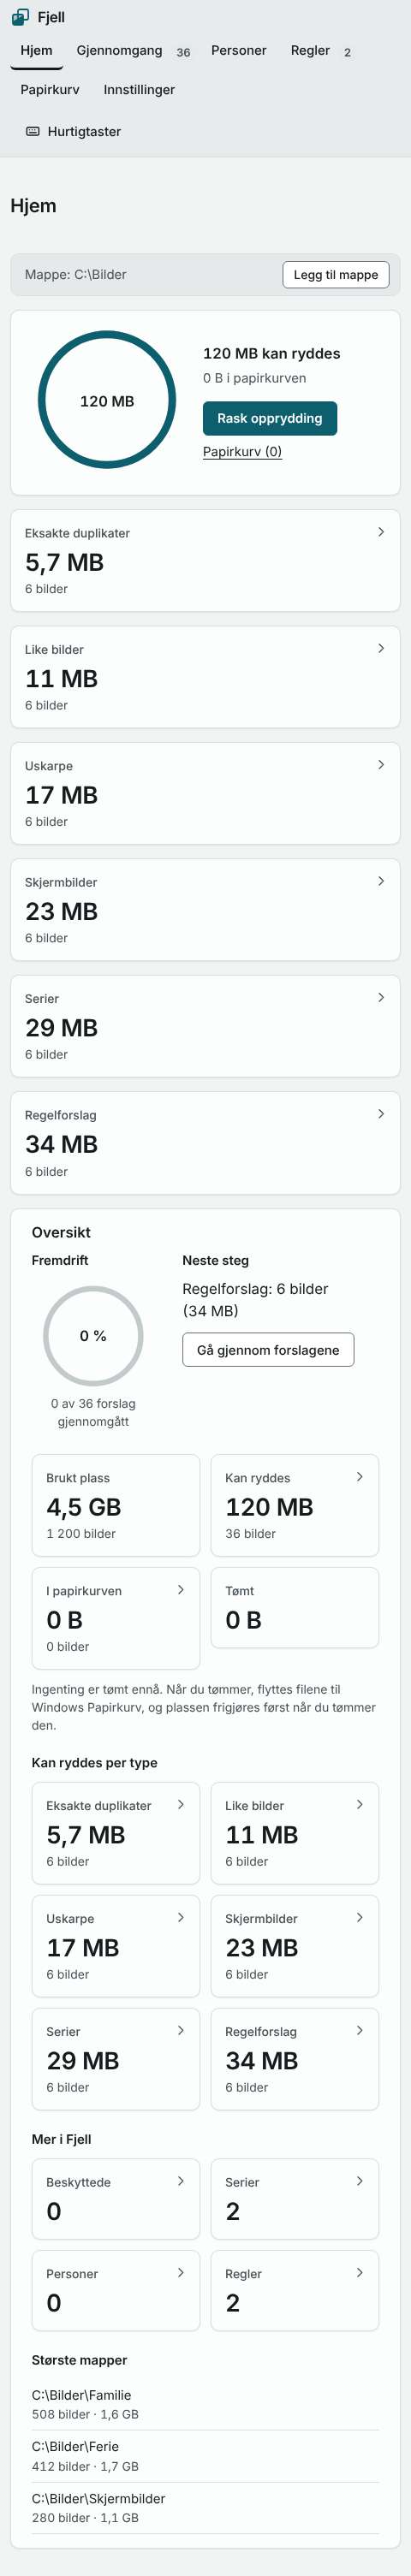 Fjell
Hjem Gjennomgang 36 Personer Regler 2
Papirkurv Innstillinger
Hurtigtaster
Hjem
Mappe: C:\Bilder Legg til mappe
120 MB
120 MB kan ryddes
0 B i papirkurven
Rask opprydding
Papirkurv (0)
Eksakte duplikater
5,7 MB
6 bilder
Like bilder
11 MB
6 bilder
Uskarpe
17 MB
6 bilder
Skjermbilder
23 MB
6 bilder
Serier
29 MB
6 bilder
Regelforslag
34 MB
6 bilder
Oversikt
Fremdrift
0 %
0 av 36 forslag
gjennomgått
Neste steg
Regelforslag: 6 bilder
(34 MB)
Gå gjennom forslagene
Brukt plass
4,5 GB
1 200 bilder
Kan ryddes
120 MB
36 bilder
I papirkurven
0 B
0 bilder
Tømt
0 B
Ingenting er tømt ennå. Når du tømmer, flyttes filene til
Windows Papirkurv, og plassen frigjøres først når du tømmer
den.
Kan ryddes per type
Eksakte duplikater
5,7 MB
6 bilder
Like bilder
11 MB
6 bilder
Uskarpe
17 MB
6 bilder
Skjermbilder
23 MB
6 bilder
Serier
29 MB
6 bilder
Regelforslag
34 MB
6 bilder
Mer i Fjell
Beskyttede
0
Serier
2
Personer
0
Regler
2
Største mapper
C:\Bilder\Familie
508 bilder · 1,6 GB
C:\Bilder\Ferie
412 bilder · 1,7 GB
C:\Bilder\Skjermbilder
280 bilder · 1,1 GB